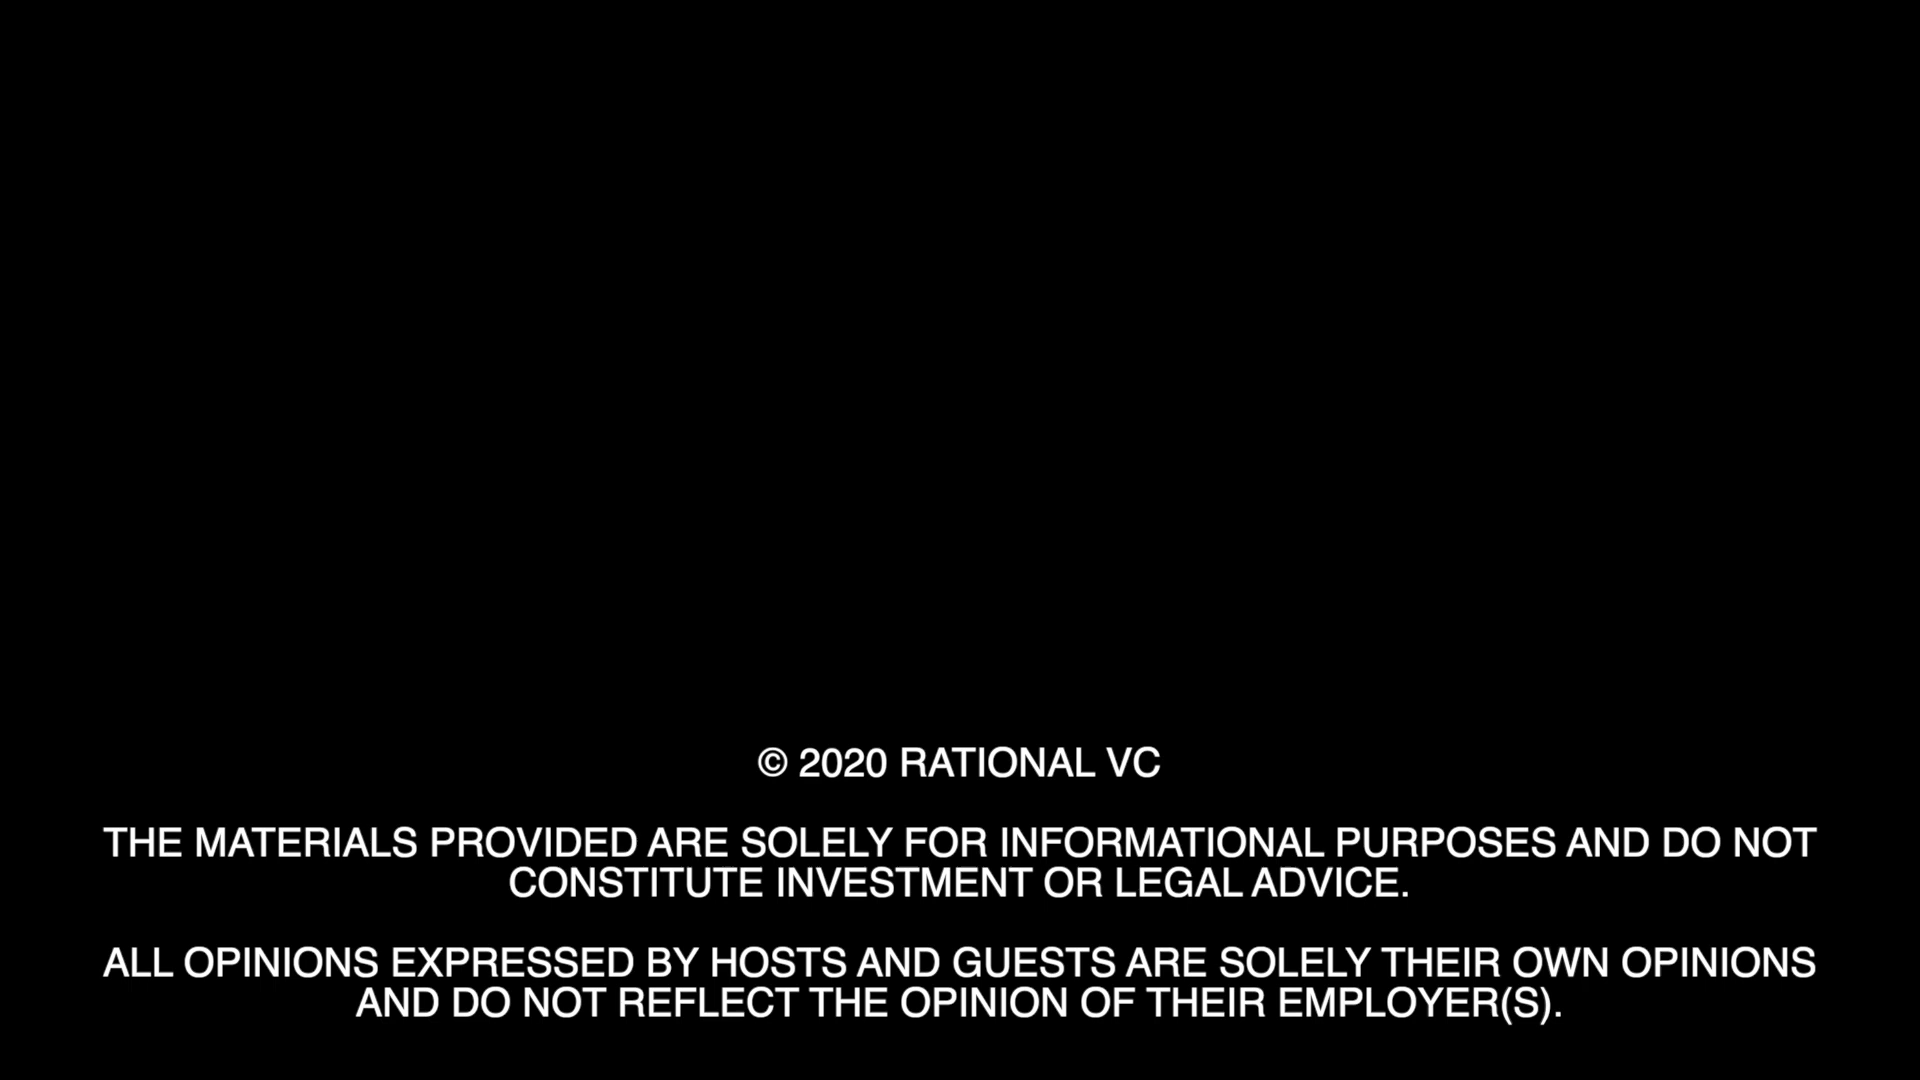 © 2020 RATIONAL VC
THE MATERIALS PROVIDED ARE SOLELY FOR INFORMATIONAL PURPOSES AND DO NOT
CONSTITUTE INVESTMENT OR LEGAL ADVICE.
ALL OPINIONS EXPRESSED BY HOSTS AND GUESTS ARE SOLELY THEIR OWN OPINIONS
AND DO NOT REFLECT THE OPINION OF THEIR EMPLOYER(S).